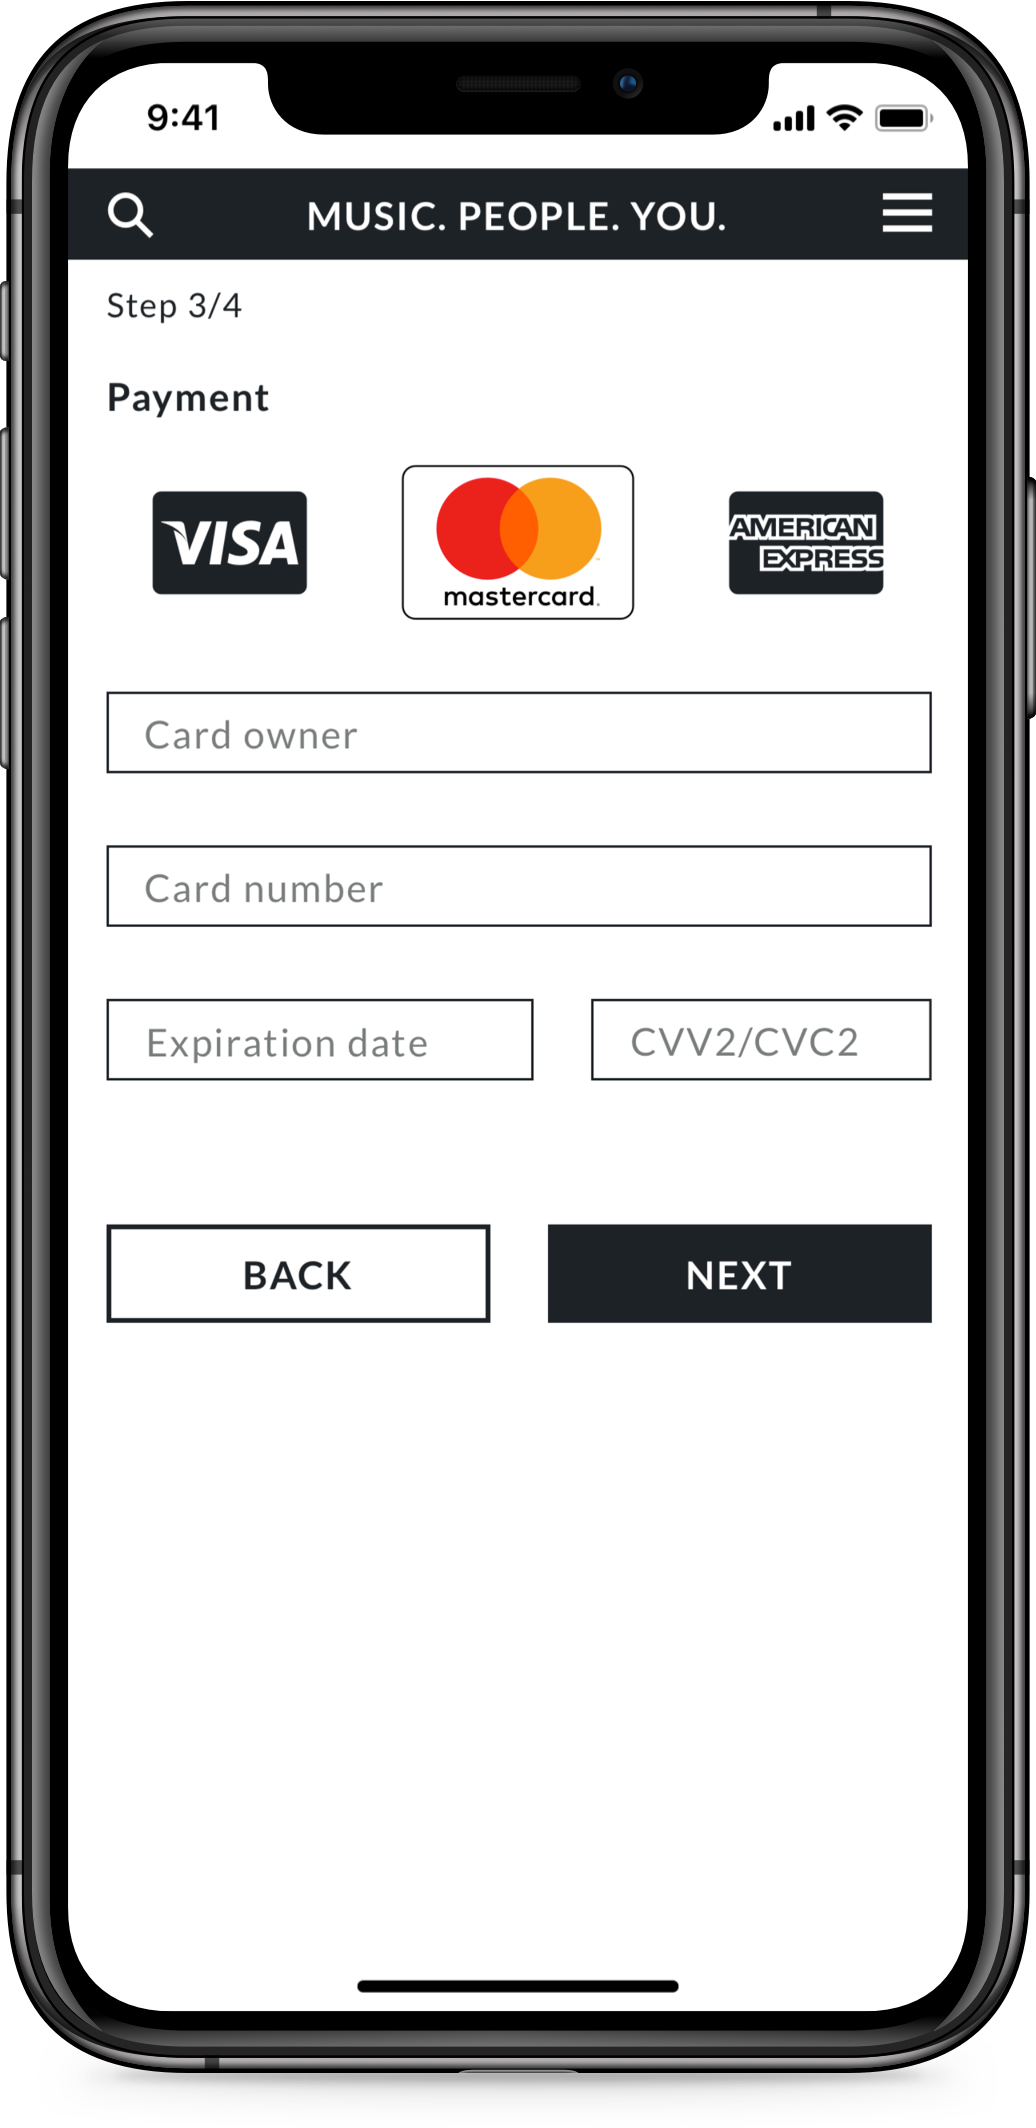 9:41
MUSIC. PEOPLE. YOU.
Step 3/4
Payment
VISA
mastercard.
AMERICAN
EXPRESS
Card owner
Card number
Expiration date
CVV2/CVC2
BACK
NEXT